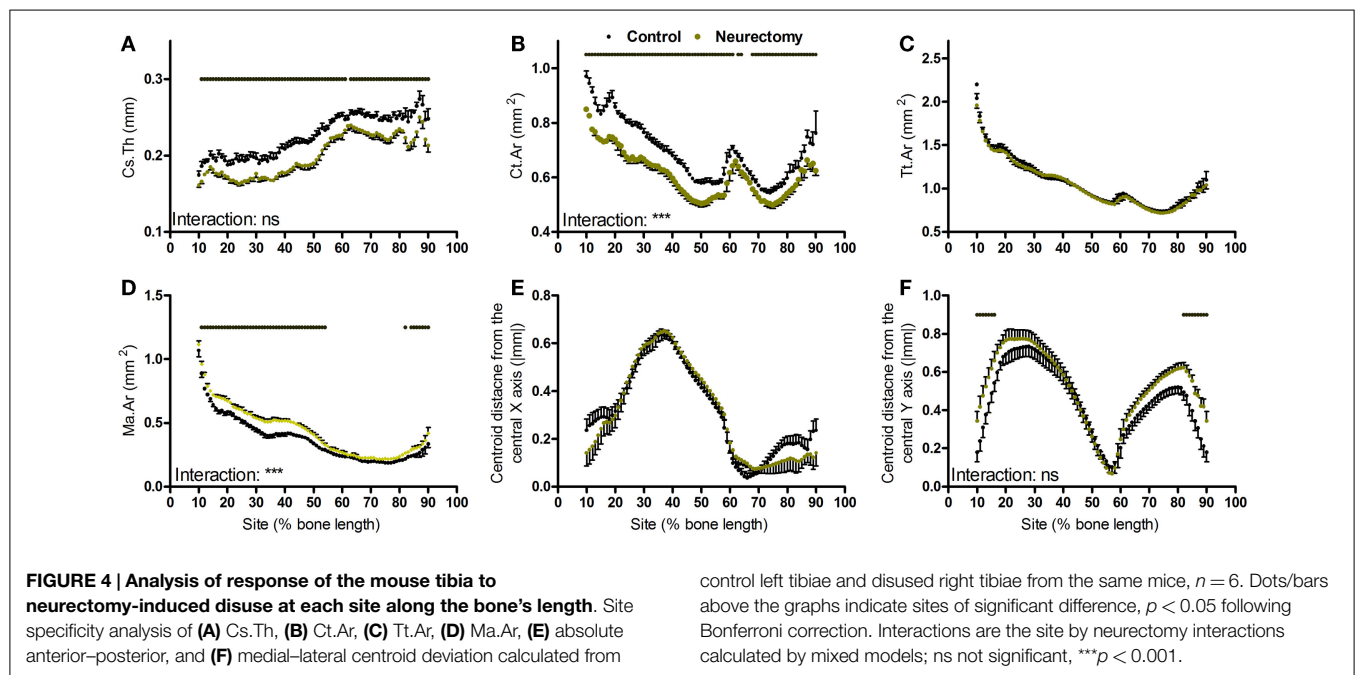 A
Cs.Th (mm)
0.3
0.2
0.1
Interaction: ns
0 10 20 30 40 50 60 70 80 90 100
Control Neurectomy
B
Ct.Ar (mm 2)
1.0
0.8
0.6
0.4
Interaction: ***
0 10 20 30 40 50 60 70 80 90 100
C
Tt.Ar (mm 2)
2.5
2.0
1.5
1.0
0.5
0 10 20 30 40 50 60 70 80 90 100
D
Ma.Ar (mm 2)
1.5
1.0
0.5
0.0
Interaction: ***
0 10 20 30 40 50 60 70 80 90 100
Site (% bone length)
E
Centroid distacne from the
central X axis (|mm|)
0.8
0.6
0.4
0.2
0.0
0 10 20 30 40 50 60 70 80 90 100
Site (% bone length)
F
Centroid distacne from the
central Y axis (|mm|)
1.0
0.8
0.6
0.4
0.2
0.0
Interaction: ns
0 10 20 30 40 50 60 70 80 90 100
Site (% bone length)
FIGURE 4 | Analysis of response of the mouse tibia to
neurectomy-induced disuse at each site along the bone's length. Site
specificity analysis of (A) Cs.Th, (B) Ct.Ar, (C) Tt.Ar, (D) Ma.Ar, (E) absolute
anterior–posterior, and (F) medial–lateral centroid deviation calculated from
control left tibiae and disused right tibiae from the same mice, n = 6. Dots/bars
above the graphs indicate sites of significant difference, p < 0.05 following
Bonferroni correction. Interactions are the site by neurectomy interactions
calculated by mixed models; ns not significant, ***p < 0.001.